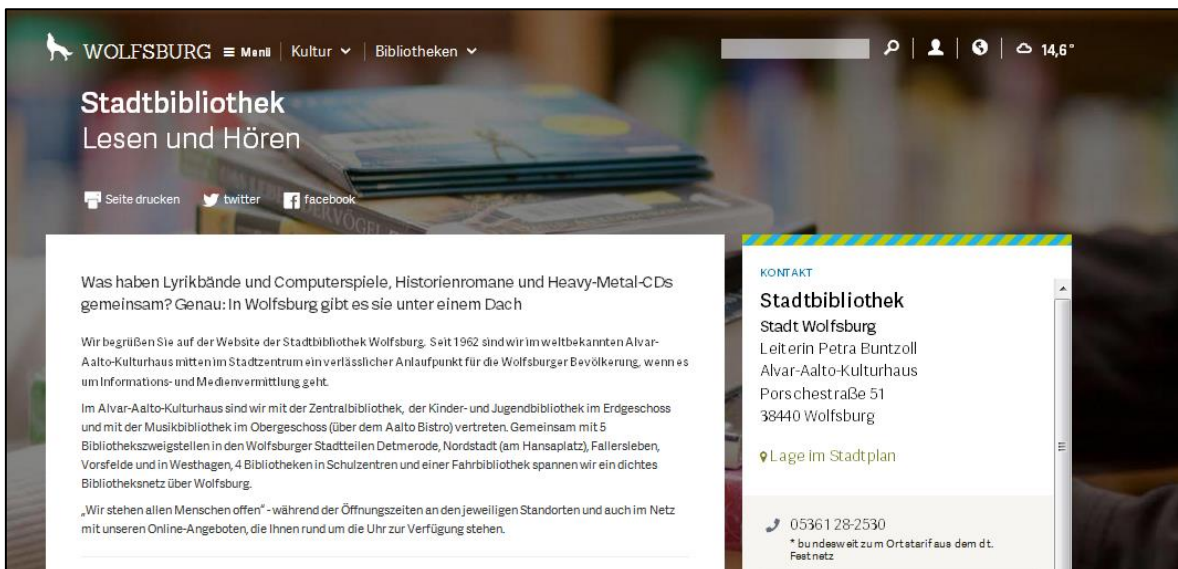 WOLFSBURG ≡ Menü | Kultur | Bibliotheken
14,6°
Stadtbibliothek
Lesen und Hören
Seite drucken twitter facebook
Was haben Lyrikbände und Computerspiele, Historienromane und Heavy-Metal-CDs
gemeinsam? Genau: In Wolfsburg gibt es sie unter einem Dach
Wir begrüßen Sie auf der Website der Stadtbibliothek Wolfsburg. Seit 1962 sind wir im weltbekannten Alvar-
Aalto-Kulturhaus mitten im Stadtzentrum ein verlässlicher Anlaufpunkt für die Wolfsburger Bevölkerung, wenn es
um Informations- und Medienvermittlung geht.
Im Alvar-Aalto-Kulturhaus sind wir mit der Zentralbibliothek, der Kinder- und Jugendbibliothek im Erdgeschoss
und mit der Musikbibliothek im Obergeschoss (über dem Aalto Bistro) vertreten. Gemeinsam mit 5
Bibliothekszweigstellen in den Wolfsburger Stadtteilen Detmerode, Nordstadt (am Hansaplatz), Fallersleben,
Vorsfelde und in Westhagen, 4 Bibliotheken in Schulzentren und einer Fahrbibliothek spannen wir ein dichtes
Bibliotheksnetz über Wolfsburg.
„Wir stehen allen Menschen offen" - während der Öffnungszeiten an den jeweiligen Standorten und auch im Netz
mit unseren Online-Angeboten, die Ihnen rund um die Uhr zur Verfügung stehen.
KONTAKT
Stadtbibliothek
Stadt Wolfsburg
Leiterin Petra Buntzoll
Alvar-Aalto-Kulturhaus
Porschestraße 51
38440 Wolfsburg
Lage im Stadtplan
05361 28-2530
* bundesweit zum Ortstarif aus dem dt.
Festnetz